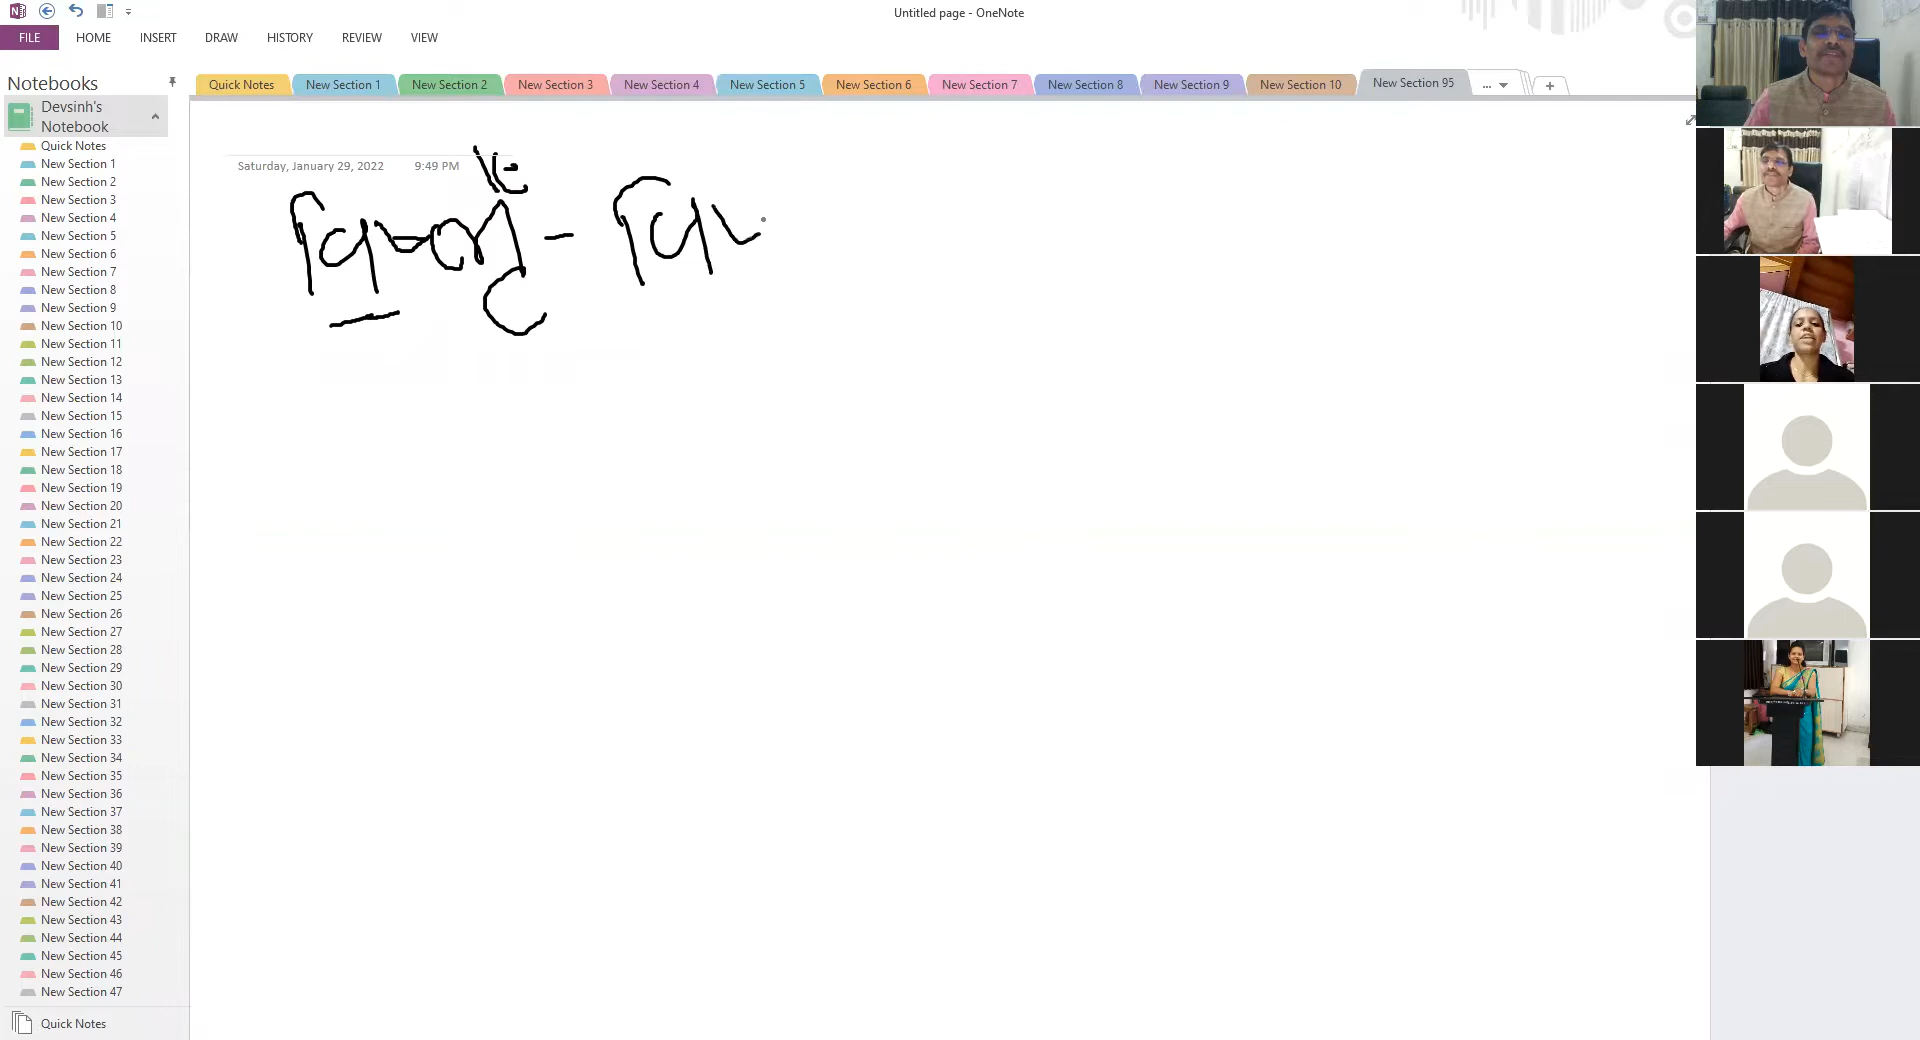 Untitled page - OneNote
FILE HOME INSERT DRAW HISTORY REVIEW VIEW
Notebooks
Quick Notes New Section 1 New Section 2 New Section 3 New Section 4 New Section 5 New Section 6 New Section 7 New Section 8 New Section 9 New Section 10 New Section 95 ... +
Devsinh's
Notebook
Quick Notes
New Section 1
New Section 2
New Section 3
New Section 4
New Section 5
New Section 6
New Section 7
New Section 8
New Section 9
New Section 10
New Section 11
New Section 12
New Section 13
New Section 14
New Section 15
New Section 16
New Section 17
New Section 18
New Section 19
New Section 20
New Section 21
New Section 22
New Section 23
New Section 24
New Section 25
New Section 26
New Section 27
New Section 28
New Section 29
New Section 30
New Section 31
New Section 32
New Section 33
New Section 34
New Section 35
New Section 36
New Section 37
New Section 38
New Section 39
New Section 40
New Section 41
New Section 42
New Section 43
New Section 44
New Section 45
New Section 46
New Section 47
Quick Notes
Saturday, January 29, 2022 9:49 PM